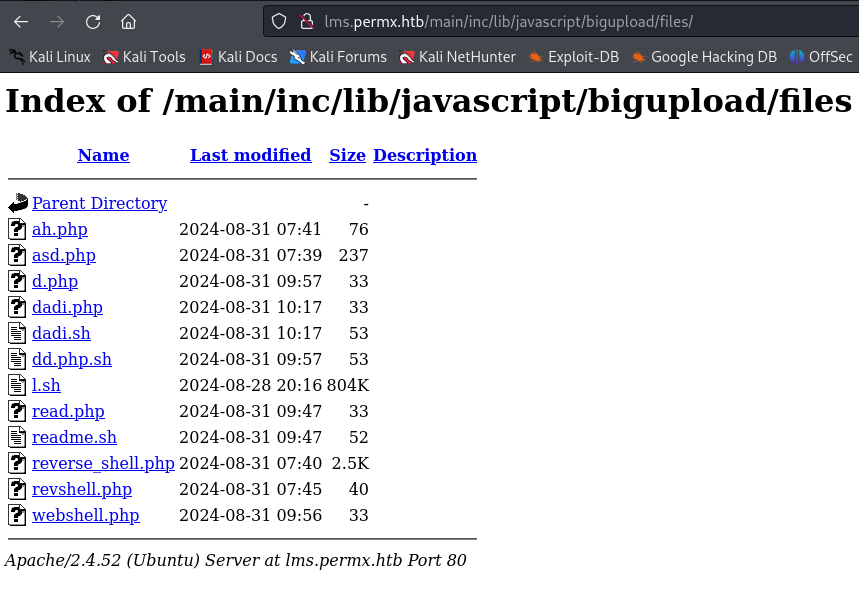 lms.permx.htb/main/inc/lib/javascript/bigupload/files/
Kali Linux Kali Tools Kali Docs Kali Forums Kali NetHunter Exploit-DB Google Hacking DB OffSec
Index of /main/inc/lib/javascript/bigupload/files
Name Last modified Size Description
Parent Directory -
ah.php 2024-08-31 07:41 76
asd.php 2024-08-31 07:39 237
d.php 2024-08-31 09:57 33
dadi.php 2024-08-31 10:17 33
dadi.sh 2024-08-31 10:17 53
dd.php.sh 2024-08-31 09:57 53
l.sh 2024-08-28 20:16 804K
read.php 2024-08-31 09:47 33
readme.sh 2024-08-31 09:47 52
reverse_shell.php 2024-08-31 07:40 2.5K
revshell.php 2024-08-31 07:45 40
webshell.php 2024-08-31 09:56 33
Apache/2.4.52 (Ubuntu) Server at lms.permx.htb Port 80